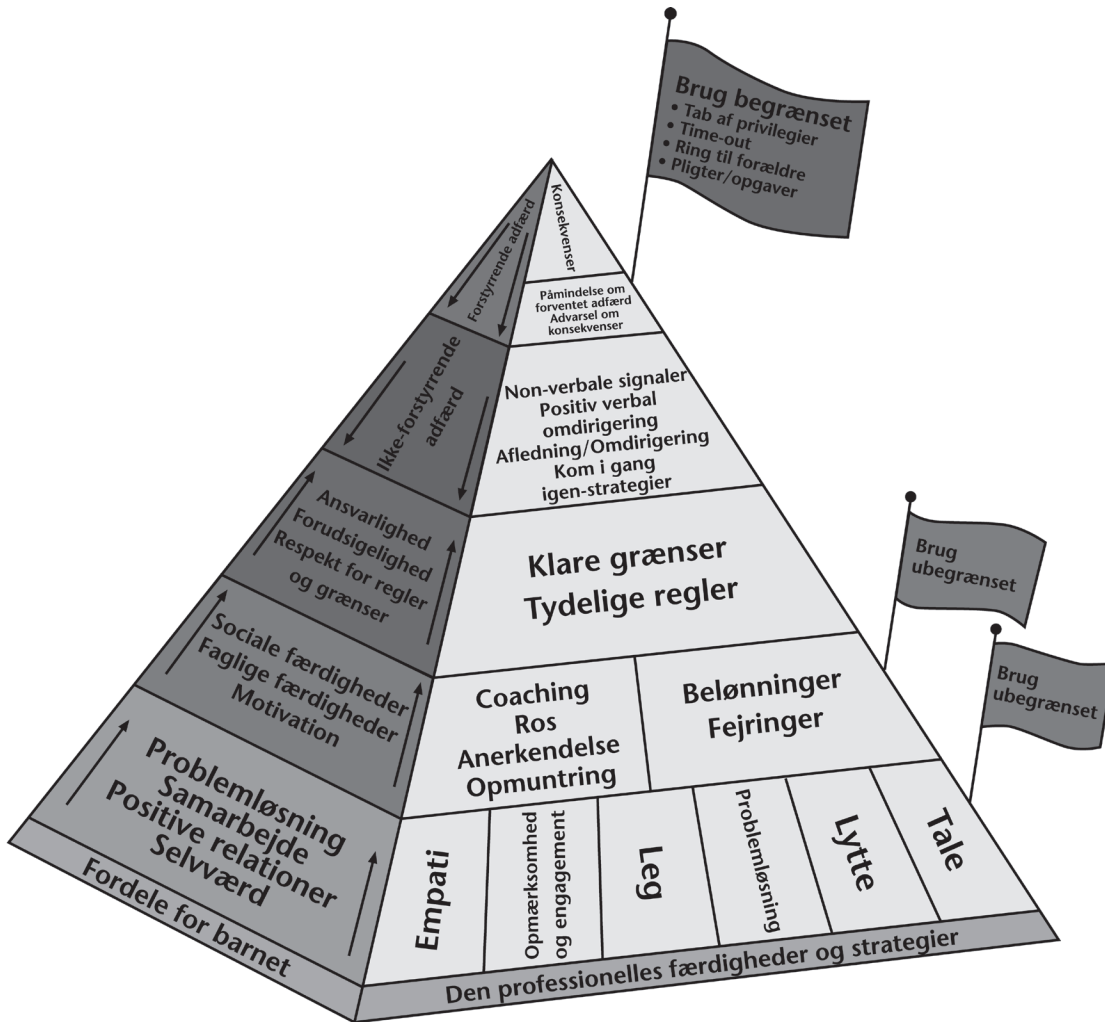 Brug begrænset
• Tab af privilegier
• Time-out
• Ring til forældre
• Pligter/opgaver
Forstyrrende adfærd
Konsekvenser
Påmindelse om
forventet adfærd
Advarsel om
konsekvenser
Ikke-forstyrrende
adfærd
Non-verbale signaler
Positiv verbal
omdirigering
Afledning/Omdirigering
Kom i gang
igen-strategier
Ansvarlighed
Forudsigelighed
Respekt for regler
og grænser
Klare grænser
Tydelige regler
Brug
ubegrænset
Sociale færdigheder
Faglige færdigheder
Motivation
Coaching
Ros
Anerkendelse
Opmuntring
Belønninger
Fejringer
Brug
ubegrænset
Problemløsning
Samarbejde
Positive relationer
Selvværd
Empati
Opmærksomhed
og engagement
Leg
Problemløsning
Lytte
Tale
Fordele for barnet
Den professionelles færdigheder og strategier